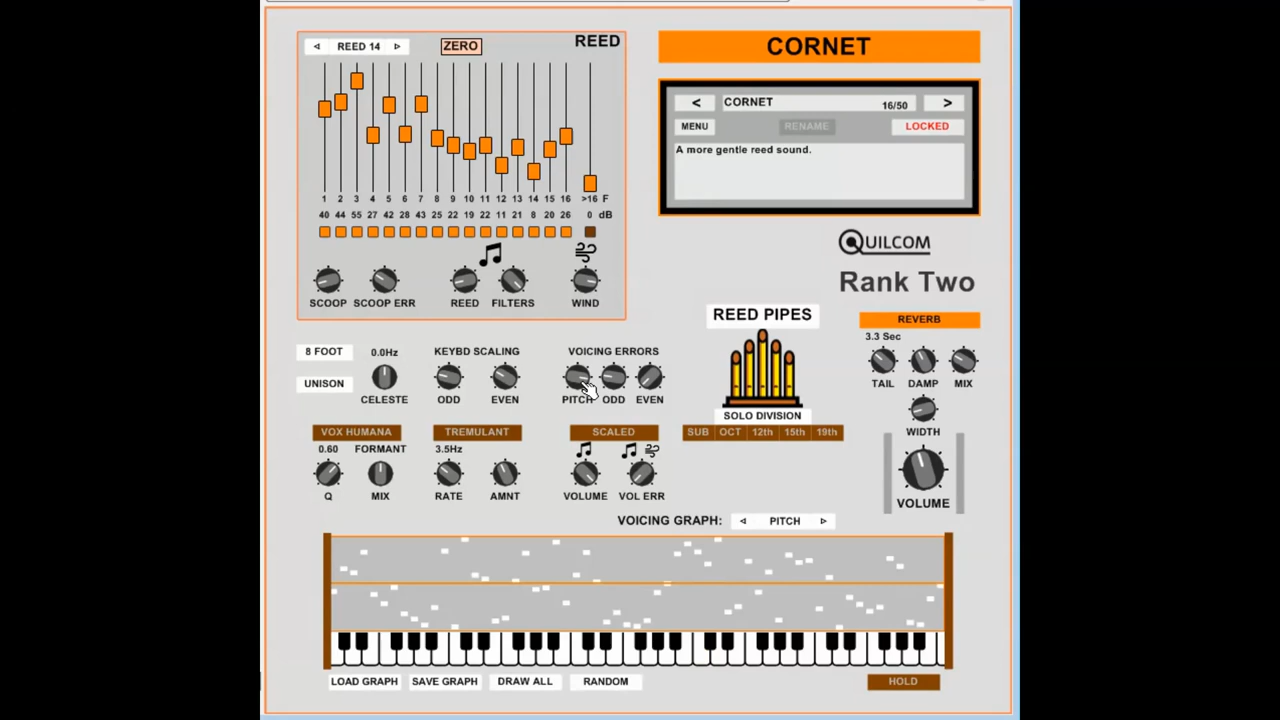 REED 14
ZERO
REED
1 2 3 4 5 6 7 8 9 10 11 12 13 14 15 16 >16 F
40 44 55 27 42 28 43 25 22 19 22 11 21 8 20 26 0 dB
SCOOP SCOOP ERR REED FILTERS WIND
CORNET
< CORNET 16/50 >
MENU RENAME LOCKED
A more gentle reed sound.
QUILCOM
Rank Two
8 FOOT
UNISON
0.0Hz
CELESTE
KEYBD SCALING
ODD EVEN
VOICING ERRORS
PITCH ODD EVEN
REED PIPES
SOLO DIVISION
SUB OCT 12th 15th 19th
REVERB
3.3 Sec
TAIL DAMP MIX
WIDTH
VOLUME
VOX HUMANA
0.60 FORMANT
Q MIX
TREMULANT
3.5Hz
RATE AMNT
SCALED
VOLUME VOL ERR
VOICING GRAPH: PITCH
LOAD GRAPH SAVE GRAPH DRAW ALL RANDOM HOLD